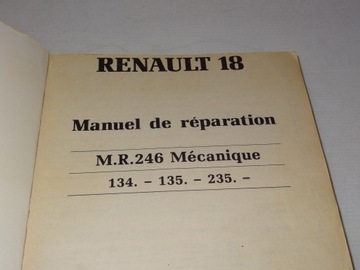 RENAULT 18
Manuel de réparation
M.R.246 Mécanique
134. – 135. – 235. –